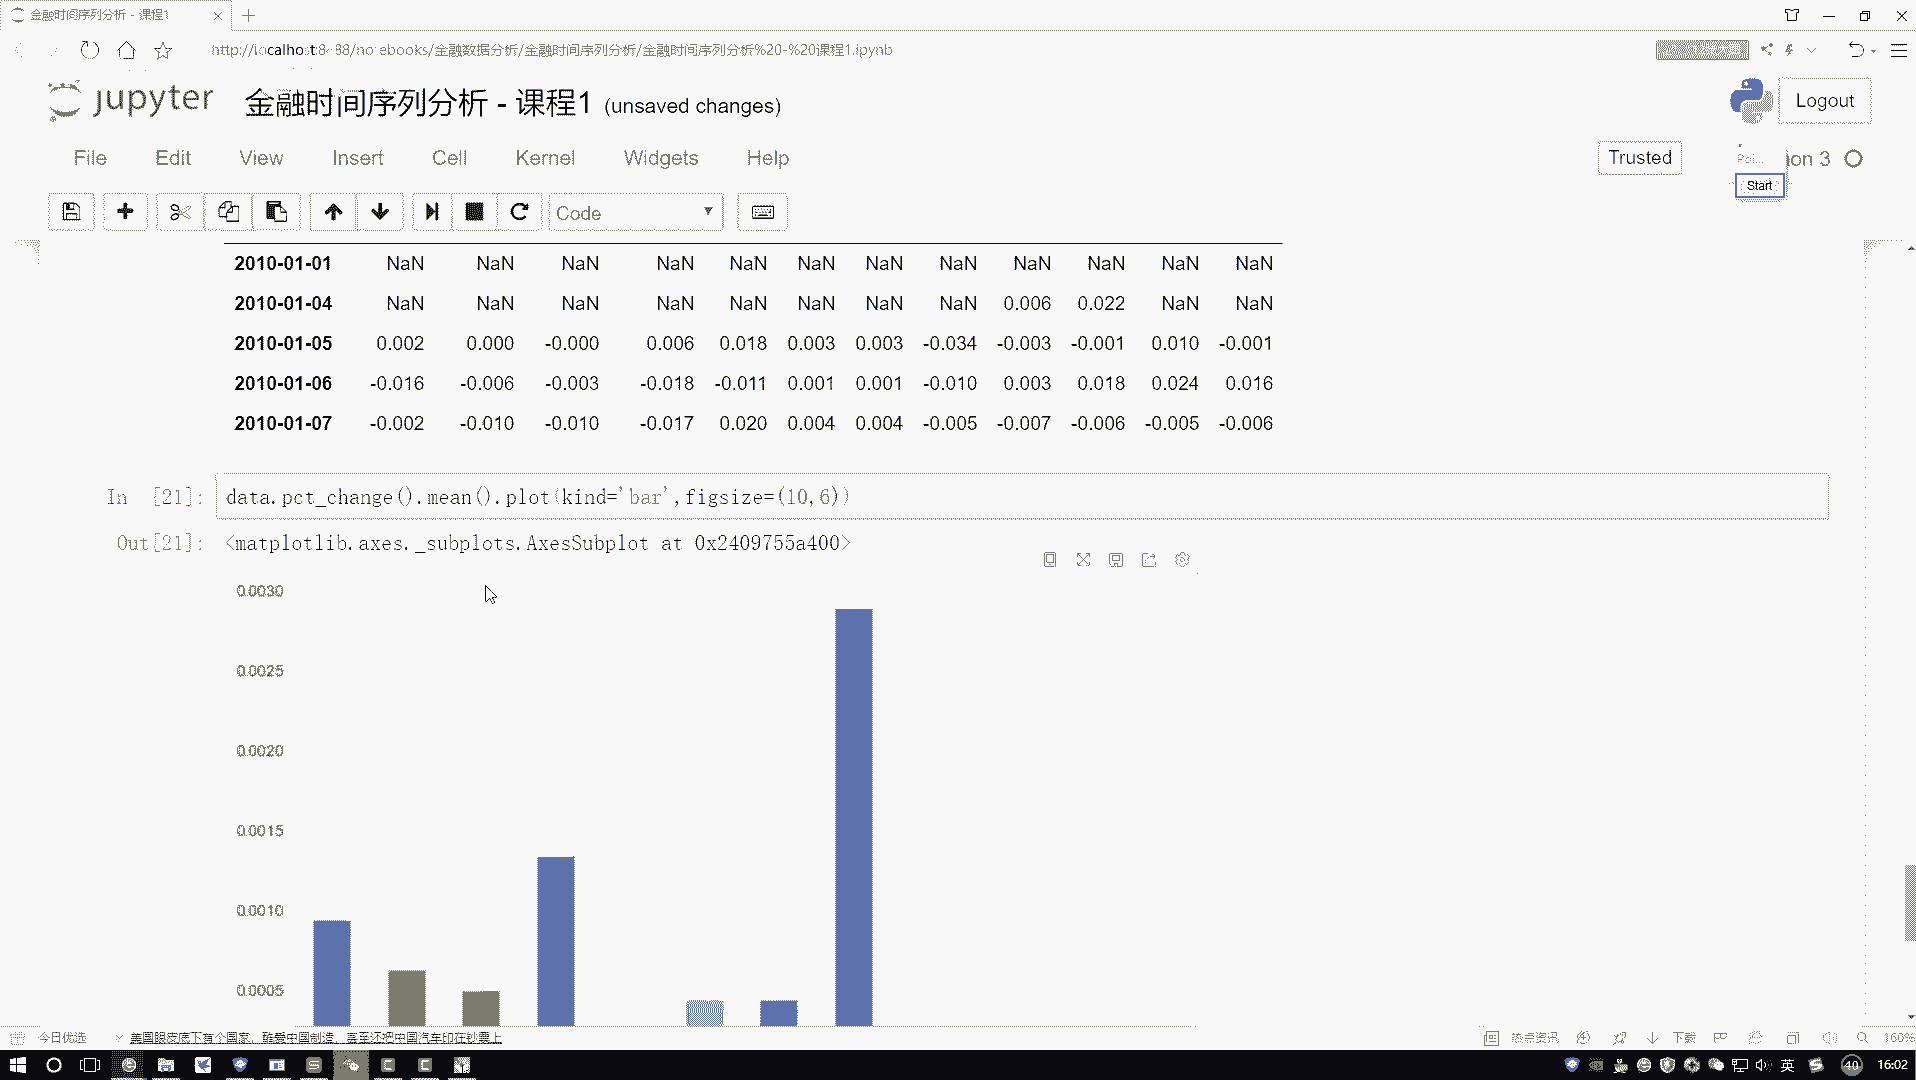 金融时间序列分析 - 课程1
http://localhost:8888/notebooks/金融数据分析/金融时间序列分析/金融时间序列分析%20-%20课程1.ipynb
jupyter 金融时间序列分析 - 课程1 (unsaved changes)
Logout
File Edit View Insert Cell Kernel Widgets Help
Trusted
Poi... on 3
Start
Code
2010-01-01 NaN NaN NaN NaN NaN NaN NaN NaN NaN NaN NaN NaN
2010-01-04 NaN NaN NaN NaN NaN NaN NaN NaN 0.006 0.022 NaN NaN
2010-01-05 0.002 0.000 -0.000 0.006 0.018 0.003 0.003 -0.034 -0.003 -0.001 0.010 -0.001
2010-01-06 -0.016 -0.006 -0.003 -0.018 -0.011 0.001 0.001 -0.010 0.003 0.018 0.024 0.016
2010-01-07 -0.002 -0.010 -0.010 -0.017 0.020 0.004 0.004 -0.005 -0.007 -0.006 -0.005 -0.006
In [21]: data.pct_change().mean().plot(kind='bar',figsize=(10,6))
Out[21]: <matplotlib.axes._subplots.AxesSubplot at 0x2409755a400>
0.0030
0.0025
0.0020
0.0015
0.0010
0.0005
今日优选 美国眼皮底下有个国家，酷爱中国制造，甚至还把中国汽车印在钞票上
热点资讯 下载 160%
英 40 16:02